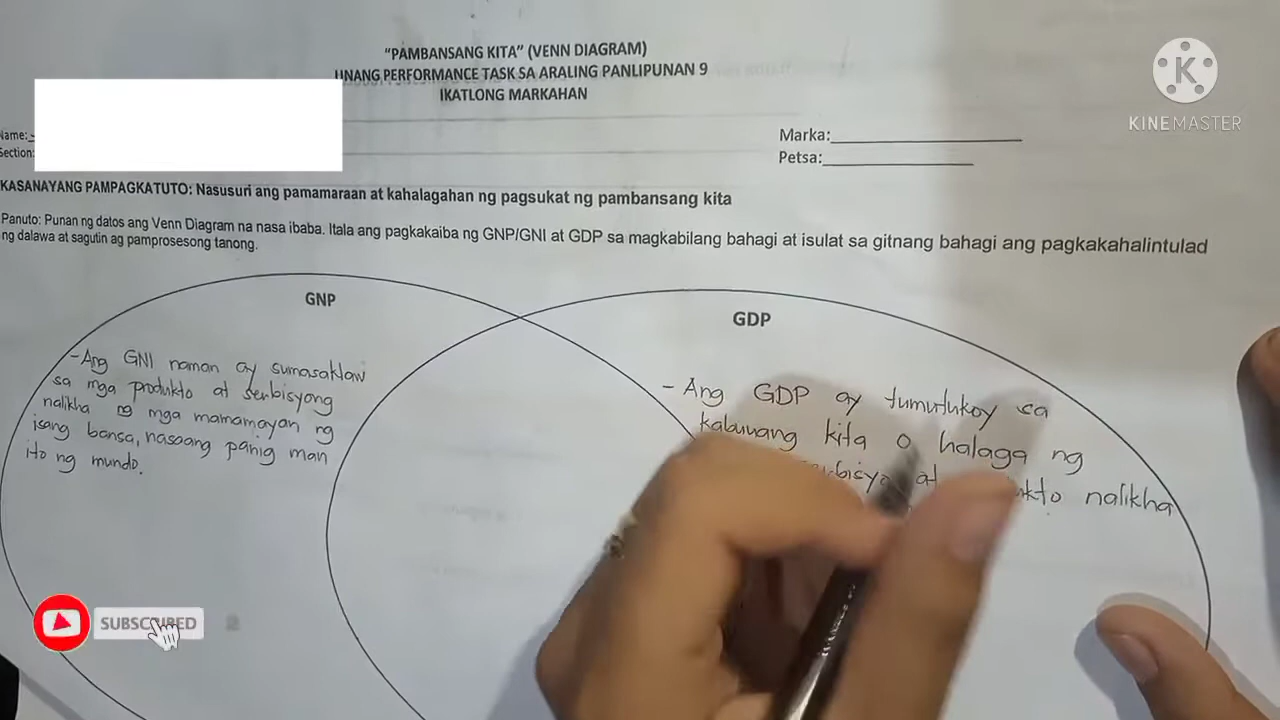 "PAMBANSANG KITA" (VENN DIAGRAM)
UNANG PERFORMANCE TASK SA ARALING PANLIPUNAN 9
IKATLONG MARKAHAN
KINEMASTER
Name:
Section:
Marka:
Petsa:
KASANAYANG PAMPAGKATUTO: Nasusuri ang pamamaraan at kahalagahan ng pagsukat ng pambansang kita
Panuto: Punan ng datos ang Venn Diagram na nasa ibaba. Itala ang pagkakaiba ng GNP/GNI at GDP sa magkabilang bahagi at isulat sa gitnang bahagi ang pagkakahalintulad
ng dalawa at sagutin ag pamprosesong tanong.
GNP
- Ang GNI naman ay sumasaklaw
sa mga produkto at serbisyong
nalikha ng mga mamamayan ng
isang bansa, nasaang panig man
ito ng mundo.
GDP
- Ang GDP ay tumutukoy sa
kabuuang kita o halaga ng
at nalikha
SUBSCRIBED